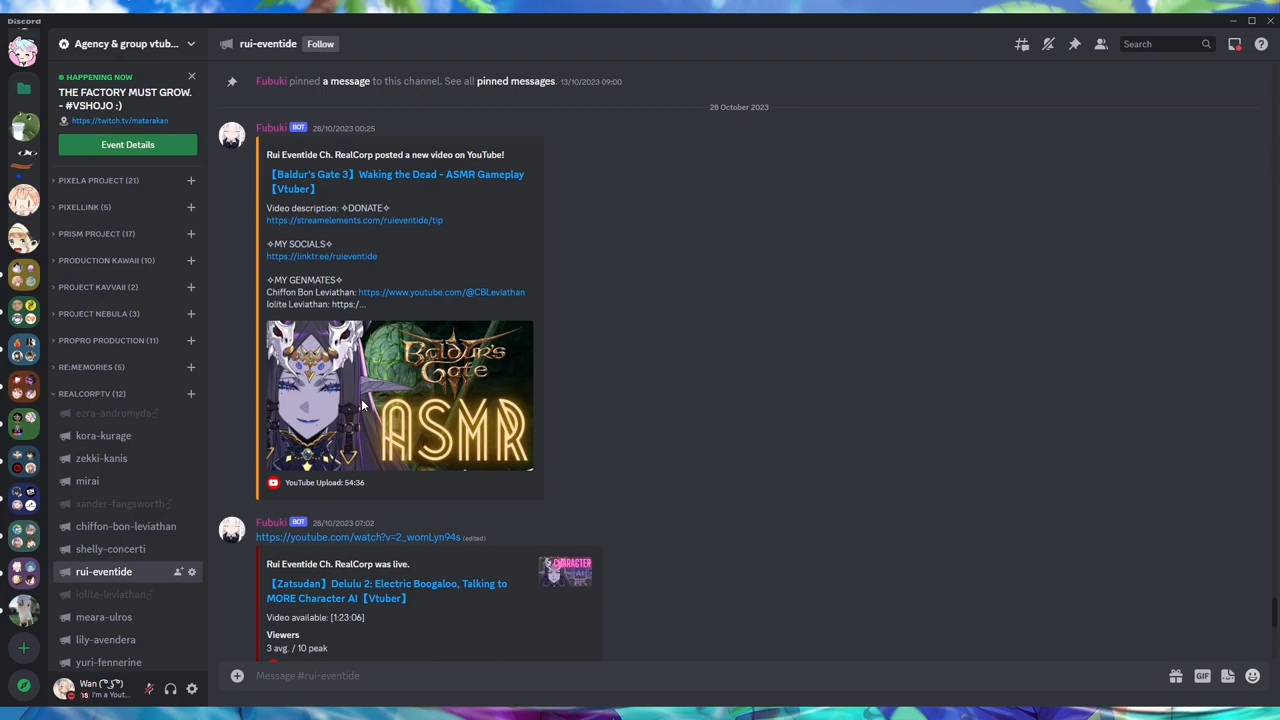 Discord
Agency & group vtub...
HAPPENING NOW
THE FACTORY MUST GROW.
- #VSHOJO :)
https://twitch.tv/matarakan
Event Details
PIXELA PROJECT (21)
PIXELLINK (5)
PRISM PROJECT (17)
PRODUCTION KAWAII (10)
PROJECT KAVVAII (2)
PROJECT NEBULA (3)
PROPRO PRODUCTION (11)
RE:MEMORIES (5)
REALCORPTV (12)
ezra-andromyda♂
kora-kurage
zekki-kanis
mirai
xander-fangsworth♂
chiffon-bon-leviathan
shelly-concerti
rui-eventide
iolite-leviathan♂
meara-ulros
lily-avendera
yuri-fennerine
Wan ( ͡° ͜ʖ ͡°)
I'm a Yout...
rui-eventide
Follow
Search
Fubuki pinned a message to this channel. See all pinned messages. 13/10/2023 09:00
28 October 2023
Fubuki BOT 28/10/2023 00:25
Rui Eventide Ch. RealCorp posted a new video on YouTube!
【Baldur's Gate 3】Waking the Dead - ASMR Gameplay
【Vtuber】
Video description: ✧DONATE✧
https://streamelements.com/ruieventide/tip
✧MY SOCIALS✧
https://linktr.ee/ruieventide
✧MY GENMATES✧
Chiffon Bon Leviathan: https://www.youtube.com/@CBLeviathan
Iolite Leviathan: https:/...
BALDUR'S
GATE
ASMR
YouTube Upload: 54:36
Fubuki BOT 28/10/2023 07:02
https://youtube.com/watch?v=2_womLyn94s (edited)
Rui Eventide Ch. RealCorp was live.
CHARACTER
AI
【Zatsudan】Delulu 2: Electric Boogaloo, Talking to
MORE Character AI【Vtuber】
Video available: [1:23:06]
Viewers
3 avg. / 10 peak
Message #rui-eventide
GIF